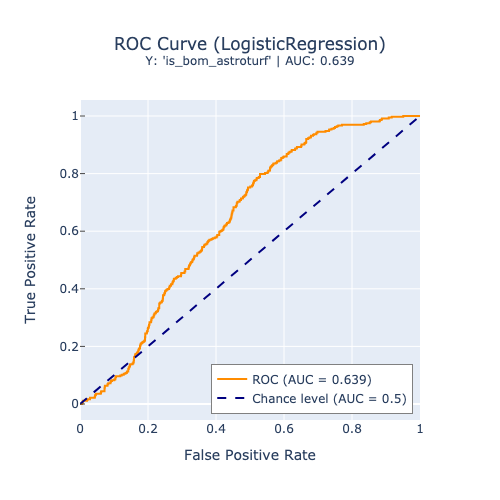 ROC Curve (LogisticRegression)
Y: 'is_bom_astroturf' | AUC: 0.639
True Positive Rate
1
0.8
0.6
0.4
0.2
0
ROC (AUC = 0.639)
Chance level (AUC = 0.5)
0 0.2 0.4 0.6 0.8 1
False Positive Rate